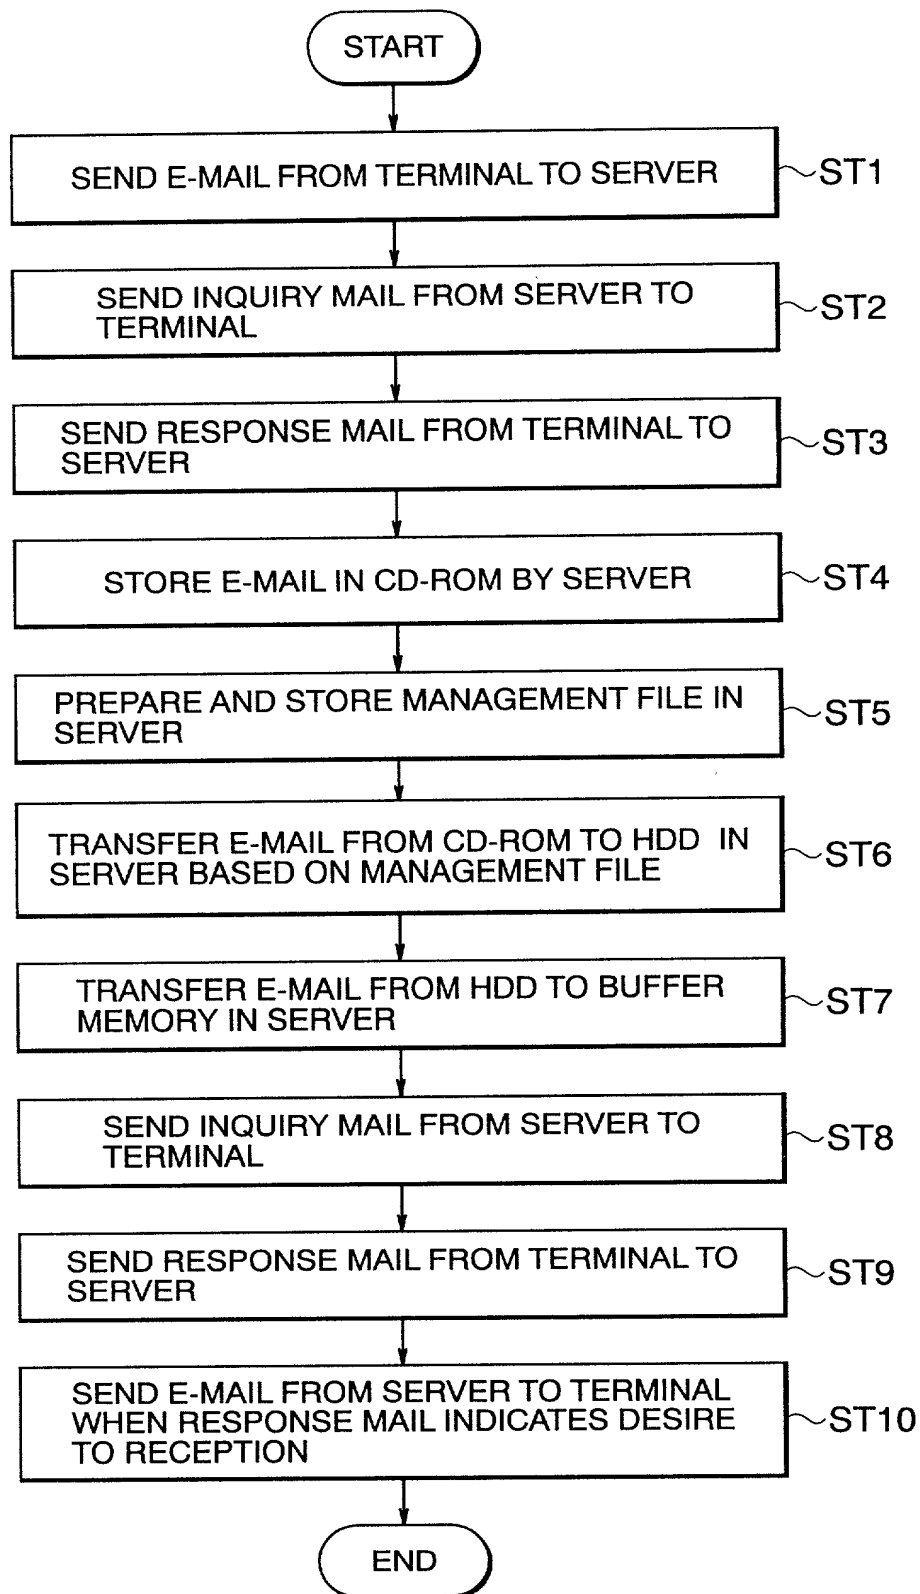 START
SEND E-MAIL FROM TERMINAL TO SERVER
ST1
SEND INQUIRY MAIL FROM SERVER TO
TERMINAL
ST2
SEND RESPONSE MAIL FROM TERMINAL TO
SERVER
ST3
STORE E-MAIL IN CD-ROM BY SERVER
ST4
PREPARE AND STORE MANAGEMENT FILE IN
SERVER
ST5
TRANSFER E-MAIL FROM CD-ROM TO HDD IN
SERVER BASED ON MANAGEMENT FILE
ST6
TRANSFER E-MAIL FROM HDD TO BUFFER
MEMORY IN SERVER
ST7
SEND INQUIRY MAIL FROM SERVER TO
TERMINAL
ST8
SEND RESPONSE MAIL FROM TERMINAL TO
SERVER
ST9
SEND E-MAIL FROM SERVER TO TERMINAL
WHEN RESPONSE MAIL INDICATES DESIRE
TO RECEPTION
ST10
END